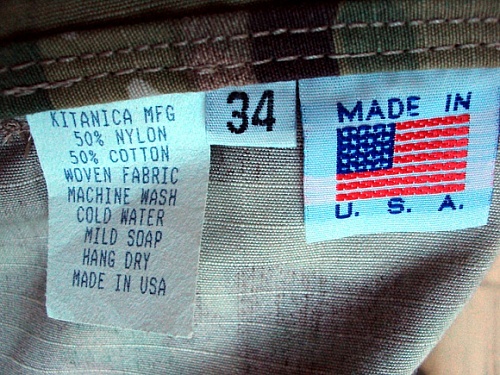 KITANICA MFG
50% NYLON
50% COTTON
WOVEN FABRIC
MACHINE WASH
COLD WATER
MILD SOAP
HANG DRY
MADE IN USA
34
MADE IN
U. S. A.